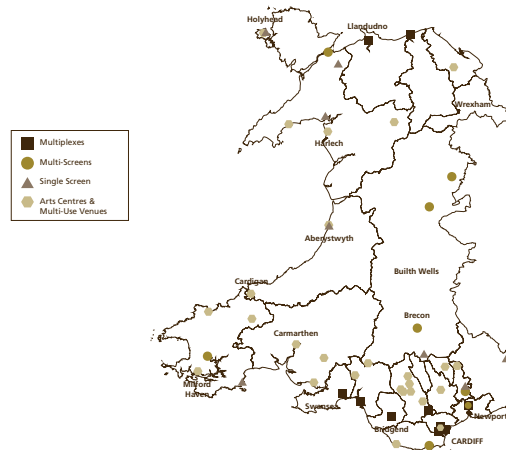 Holyhead
Llandudno
Wrexham
Multiplexes
Multi-Screens
Single Screen
Arts Centres &
Multi-Use Venues
Harlech
Aberystwyth
Builth Wells
Cardigan
Brecon
Carmarthen
Milford
Haven
Swansea
Bridgend
Newport
CARDIFF